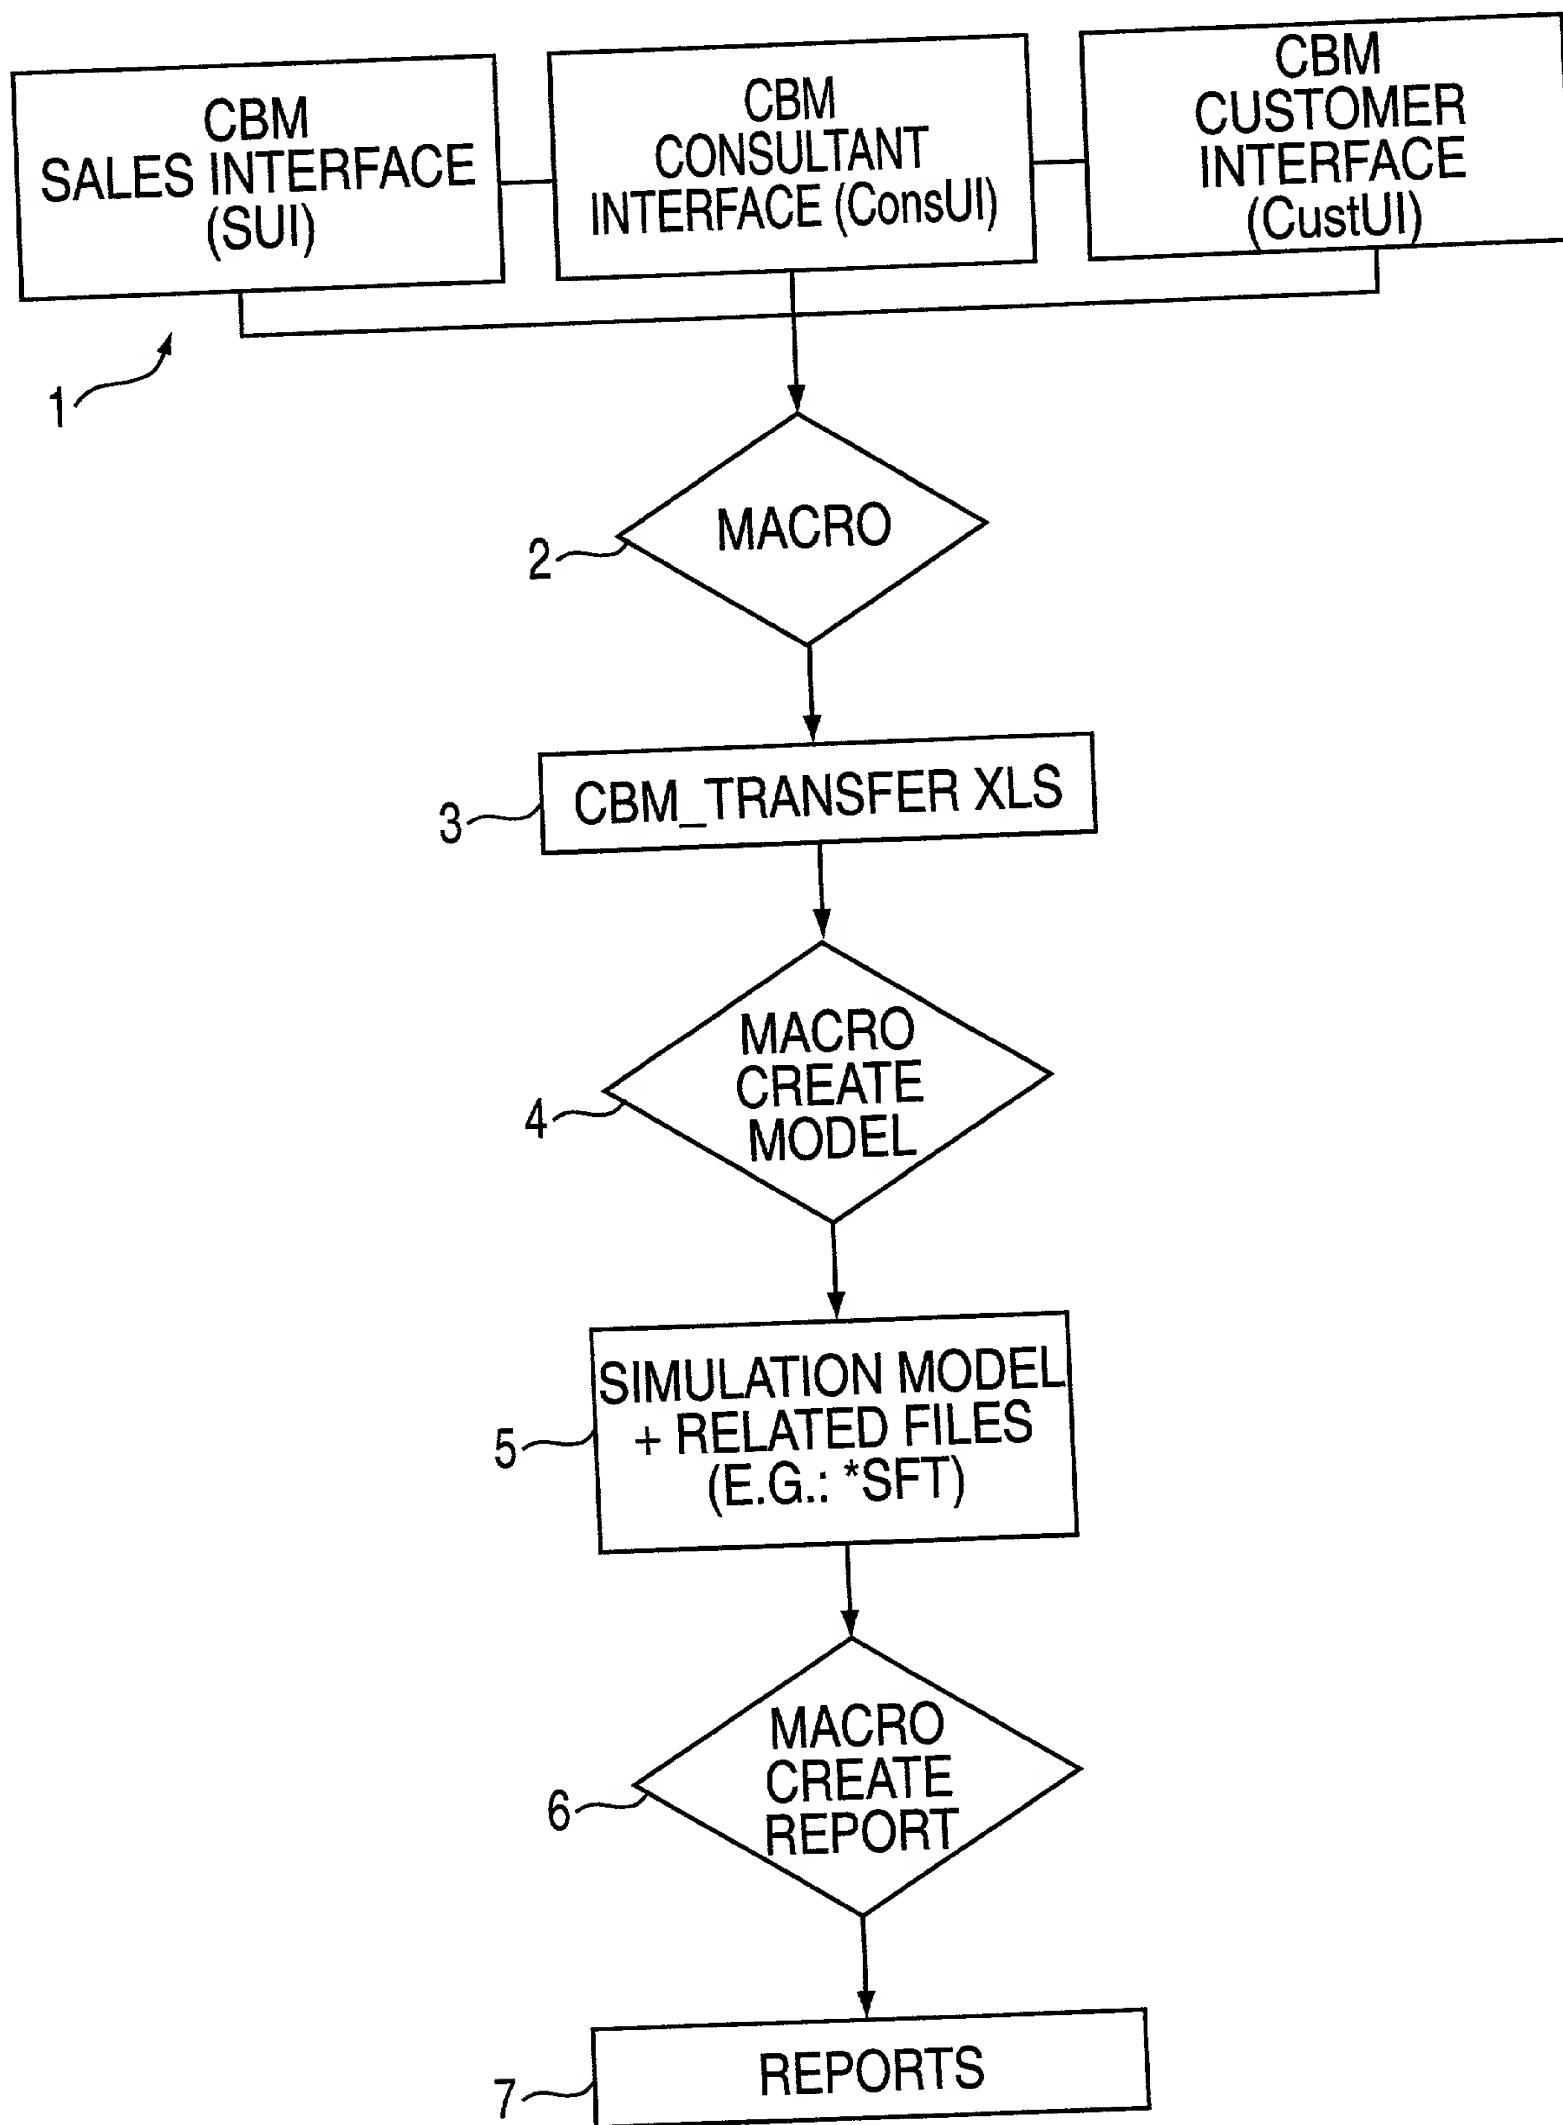 CBM
SALES INTERFACE
(SUI)
CBM
CONSULTANT
INTERFACE (ConsUI)
CBM
CUSTOMER
INTERFACE
(CustUI)
1
MACRO
2
CBM_TRANSFER XLS
3
MACRO
CREATE
MODEL
4
SIMULATION MODEL
+ RELATED FILES
(E.G.: *SFT)
5
MACRO
CREATE
REPORT
6
REPORTS
7